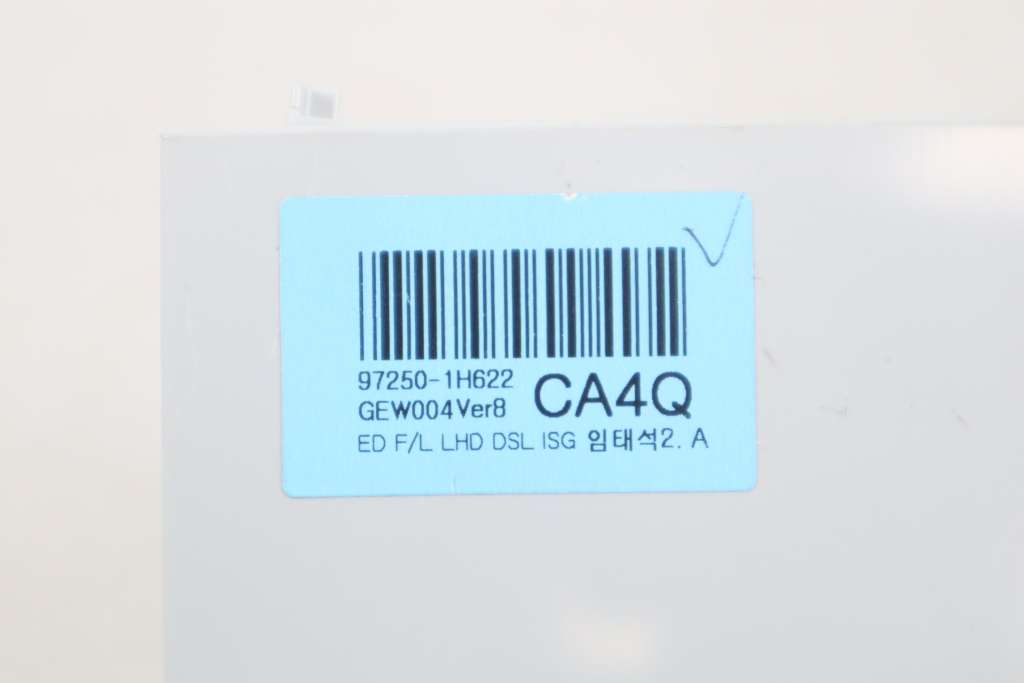 97250-1H622
GEW004Ver8 CA4Q
ED F/L LHD DSL ISG 임태석2. A